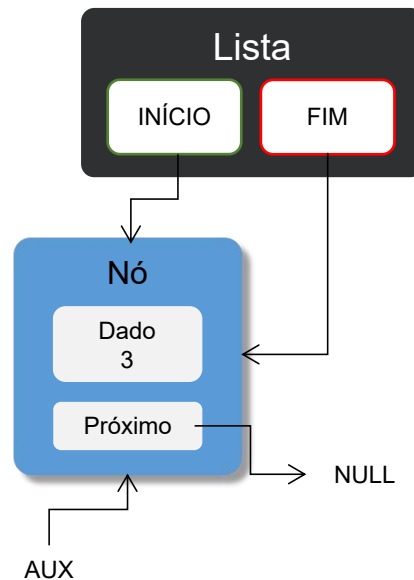 Lista
INÍCIO
FIM
Nó
Dado
3
Próximo
NULL
AUX